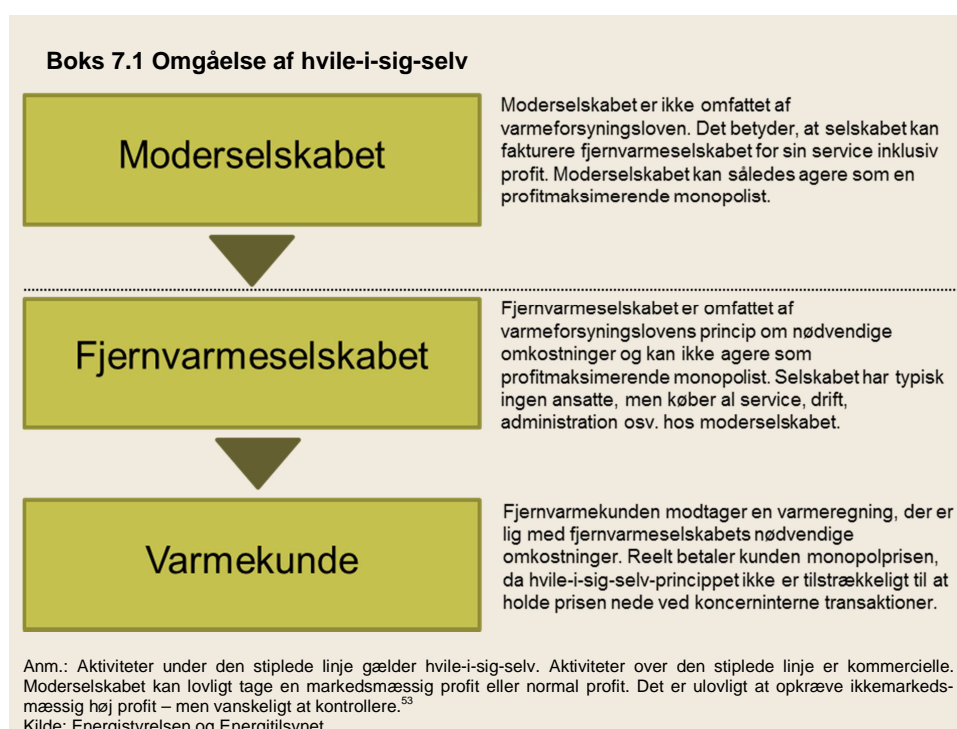 Boks 7.1 Omgåelse af hvile-i-sig-selv
Moderselskabet
Moderselskabet er ikke omfattet af
varmeforsyningsloven. Det betyder, at selskabet kan
fakturere fjernvarmeselskabet for sin service inklusiv
profit. Moderselskabet kan således agere som en
profitmaksimerende monopolist.
Fjernvarmeselskabet
Fjernvarmeselskabet er omfattet af
varmeforsyningslovens princip om nødvendige
omkostninger og kan ikke agere som
profitmaksimerende monopolist. Selskabet har typisk
ingen ansatte, men køber al service, drift,
administration osv. hos moderselskabet.
Varmekunde
Fjernvarmekunden modtager en varmeregning, der er
lig med fjernvarmeselskabets nødvendige
omkostninger. Reelt betaler kunden monopolprisen,
da hvile-i-sig-selv-princippet ikke er tilstrækkeligt til at
holde prisen nede ved koncerninterne transaktioner.
Anm.: Aktiviteter under den stiplede linje gælder hvile-i-sig-selv. Aktiviteter over den stiplede linje er kommercielle.
Moderselskabet kan lovligt tage en markedsmæssig profit eller normal profit. Det er ulovligt at opkræve ikkemarkeds-
mæssig høj profit – men vanskeligt at kontrollere.53
Kilde: Energistyrelsen og Energitilsynet